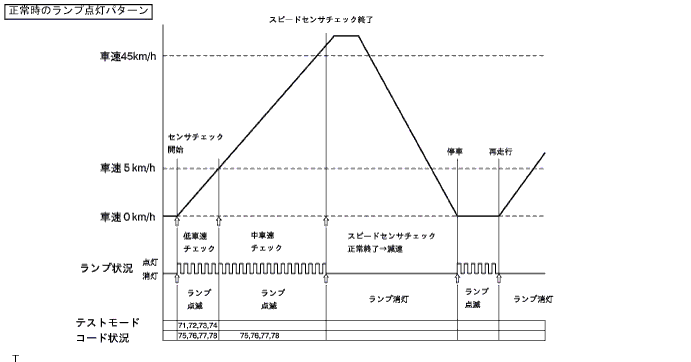 正常時のランプ点灯パターン
スピードセンサチェック終了
車速45km/h
センサチェック
開始
停車
再走行
車速５km/h
車速０km/h
低車速
チェック
中車速
チェック
スピードセンサチェック
正常終了→減速
ランプ状況
点灯
消灯
ランプ
点滅
ランプ
点滅
ランプ消灯
ランプ
点滅
ランプ消灯
テストモード
コード状況
71,72,73,74
75,76,77,78
75,76,77,78